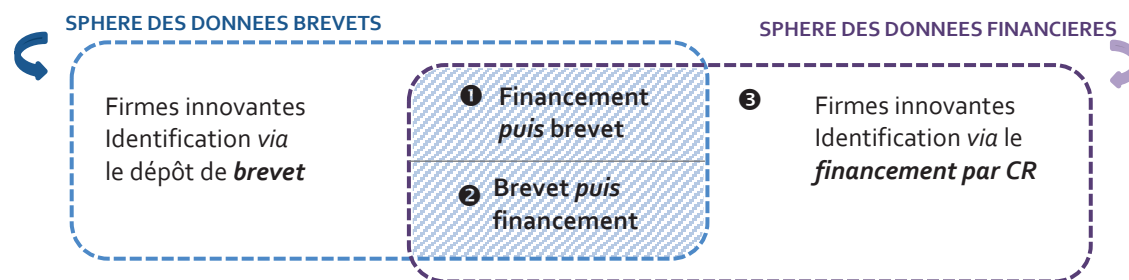 SPHERE DES DONNEES BREVETS
SPHERE DES DONNEES FINANCIERES
Firmes innovantes
Identification via
le dépôt de brevet
❶ Financement
puis brevet
❷ Brevet puis
financement
❸ Firmes innovantes
Identification via le
financement par CR